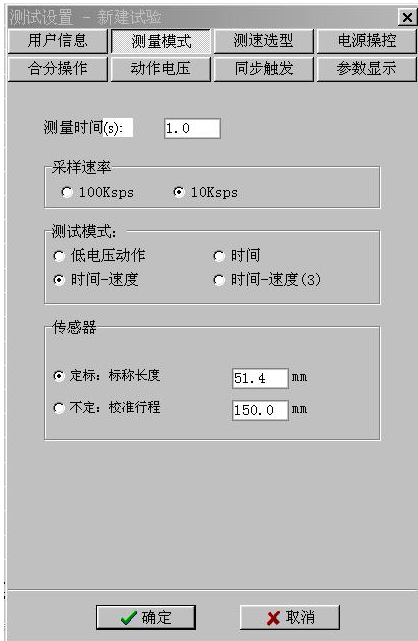 测试设置 - 新建试验
用户信息 测量模式 测速选型 电源操控
合分操作 动作电压 同步触发 参数显示
测量时间(s): 1.0
采样速率
100Ksps 10Ksps
测试模式:
低电压动作 时间
时间-速度 时间-速度(3)
传感器
定标: 标称长度 51.4 mm
不定: 校准行程 150.0 mm
确定 取消